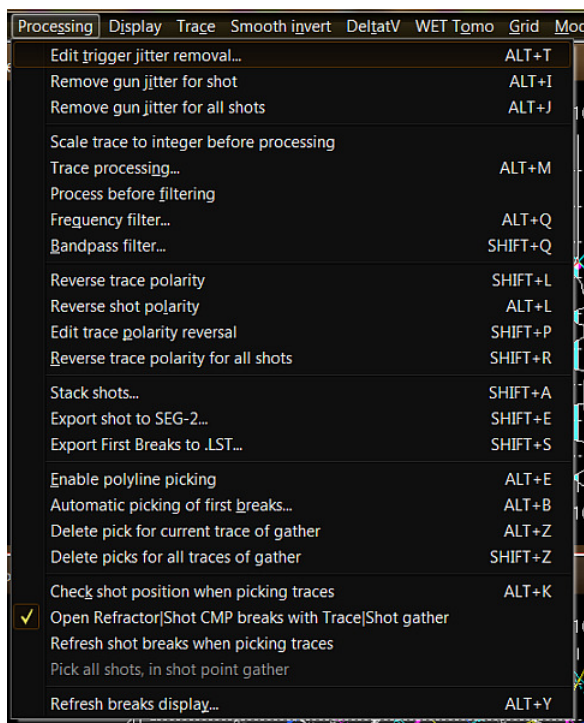 Processing Display Trace Smooth invert DeltatV WET Tomo Grid
Edit trigger jitter removal... ALT+T
Remove gun jitter for shot ALT+I
Remove gun jitter for all shots ALT+J
Scale trace to integer before processing
Trace processing... ALT+M
Process before filtering
Frequency filter... ALT+Q
Bandpass filter... SHIFT+Q
Reverse trace polarity SHIFT+L
Reverse shot polarity ALT+L
Edit trace polarity reversal SHIFT+P
Reverse trace polarity for all shots SHIFT+R
Stack shots... SHIFT+A
Export shot to SEG-2... SHIFT+E
Export First Breaks to .LST... SHIFT+S
Enable polyline picking ALT+E
Automatic picking of first breaks... ALT+B
Delete pick for current trace of gather ALT+Z
Delete picks for all traces of gather SHIFT+Z
Check shot position when picking traces ALT+K
Open Refractor|Shot CMP breaks with Trace|Shot gather
Refresh shot breaks when picking traces
Pick all shots, in shot point gather
Refresh breaks display... ALT+Y